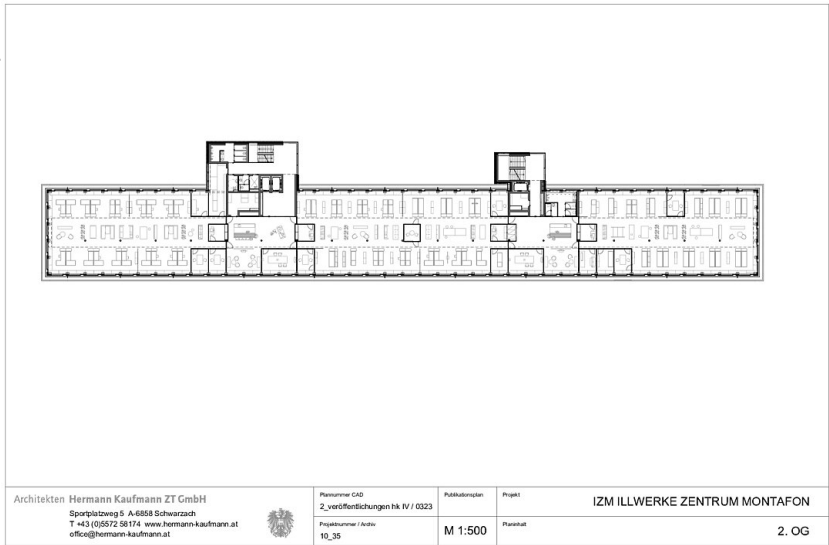 Architekten Hermann Kaufmann ZT GmbH
Sportplatzweg 5 A-6858 Schwarzach
T +43 (0)5572 58174 www.hermann-kaufmann.at
office@hermann-kaufmann.at
Plannummer CAD
2_veröffentlichungen hk IV / 0323
Projektnummer / Archiv
10_35
Publikationsplan
M 1:500
Projekt
IZM ILLWERKE ZENTRUM MONTAFON
Planinhalt
2. OG